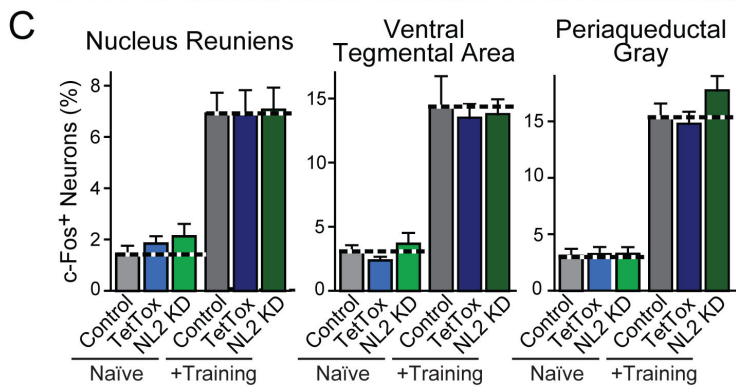 C
Nucleus Reuniens
Ventral
Tegmental Area
Periaqueductal
Gray
c-Fos⁺ Neurons (%)
8
6
4
2
0
15
10
5
0
15
10
5
0
Control
TetTox
NL2 KD
Control
TetTox
NL2 KD
Control
TetTox
NL2 KD
Control
TetTox
NL2 KD
Control
TetTox
NL2 KD
Control
TetTox
NL2 KD
Naïve
+Training
Naïve
+Training
Naïve
+Training